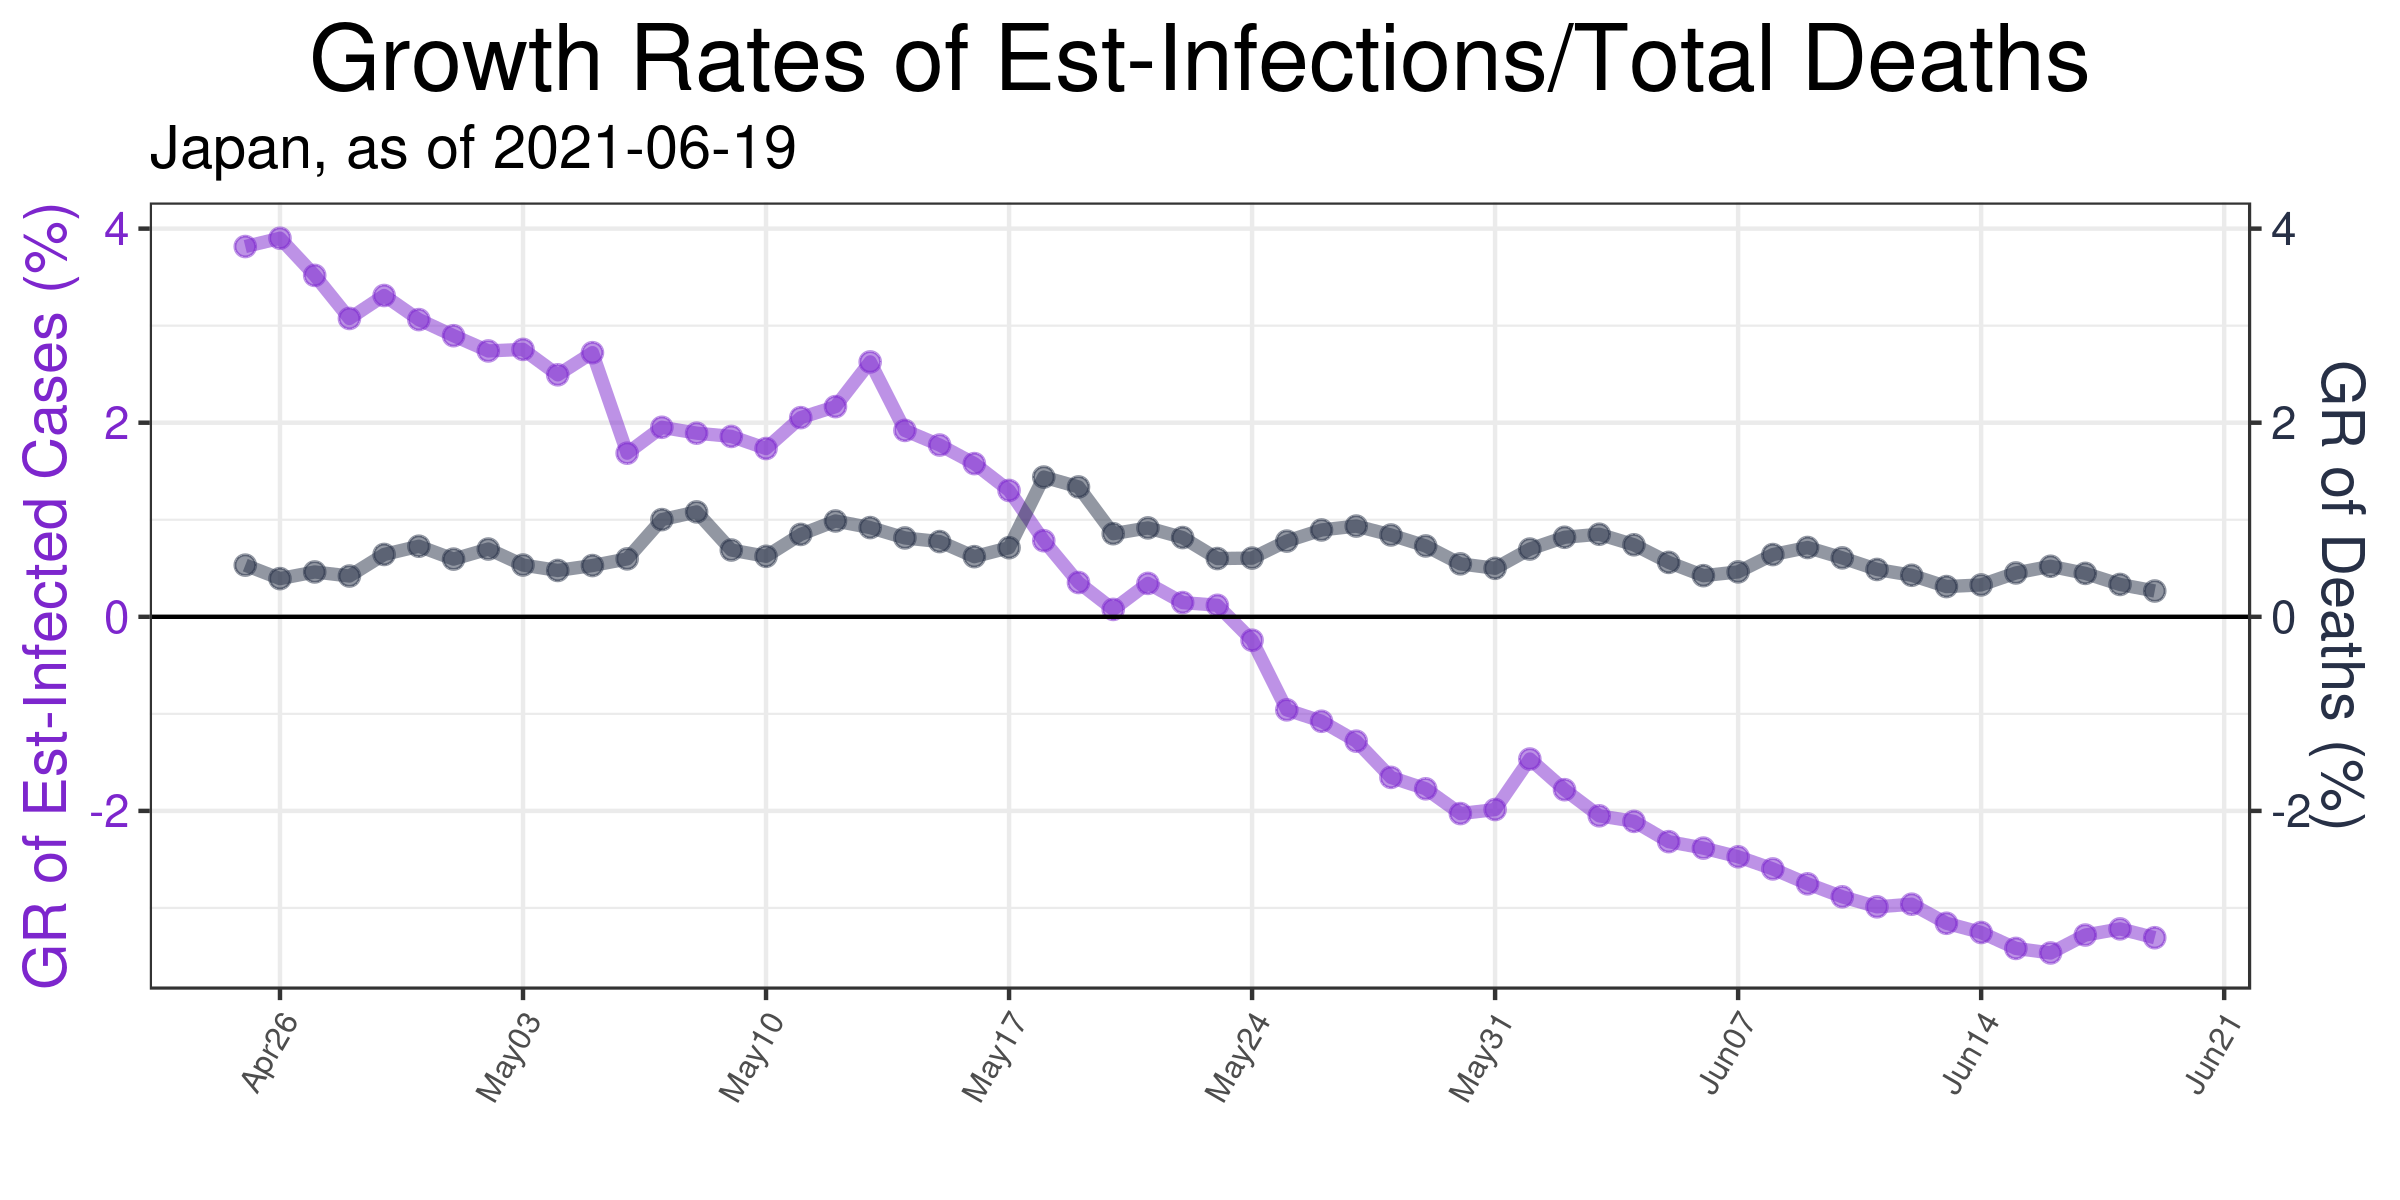 Growth Rates of Est-Infections/Total Deaths
Japan, as of 2021-06-19
GR of Est-Infected Cases (%)
4
2
0
-2
4
2
0
-2
GR of Deaths (%)
Apr26
May03
May10
May17
May24
May31
Jun07
Jun14
Jun21